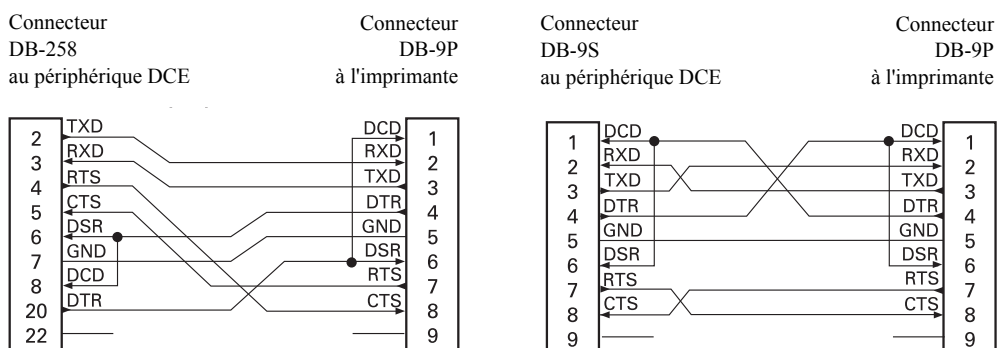 Connecteur
DB-258
au périphérique DCE
Connecteur
DB-9P
à l'imprimante
2 TXD DCD 1
3 RXD RXD 2
4 RTS TXD 3
5 CTS DTR 4
6 DSR GND 5
7 GND DSR 6
8 DCD RTS 7
20 DTR CTS 8
22 9
Connecteur
DB-9S
au périphérique DCE
Connecteur
DB-9P
à l'imprimante
1 DCD DCD 1
2 RXD RXD 2
3 TXD TXD 3
4 DTR DTR 4
5 GND GND 5
6 DSR DSR 6
7 RTS RTS 7
8 CTS CTS 8
9 9